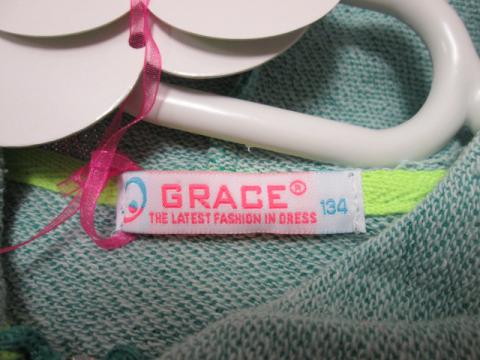 GRACE®
THE LATEST FASHION IN DRESS 134